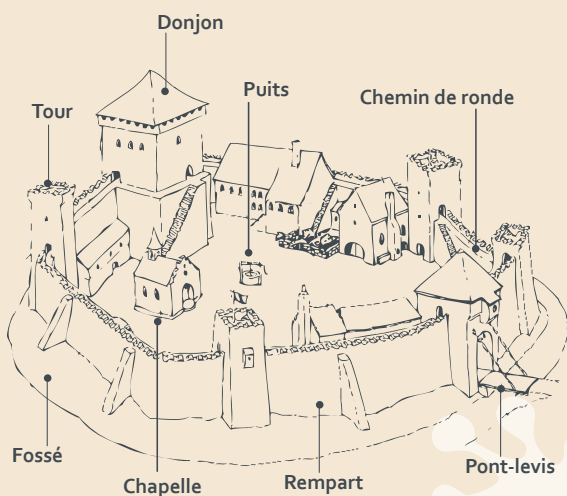 Donjon
Puits
Chemin de ronde
Tour
Fossé
Chapelle
Rempart
Pont-levis